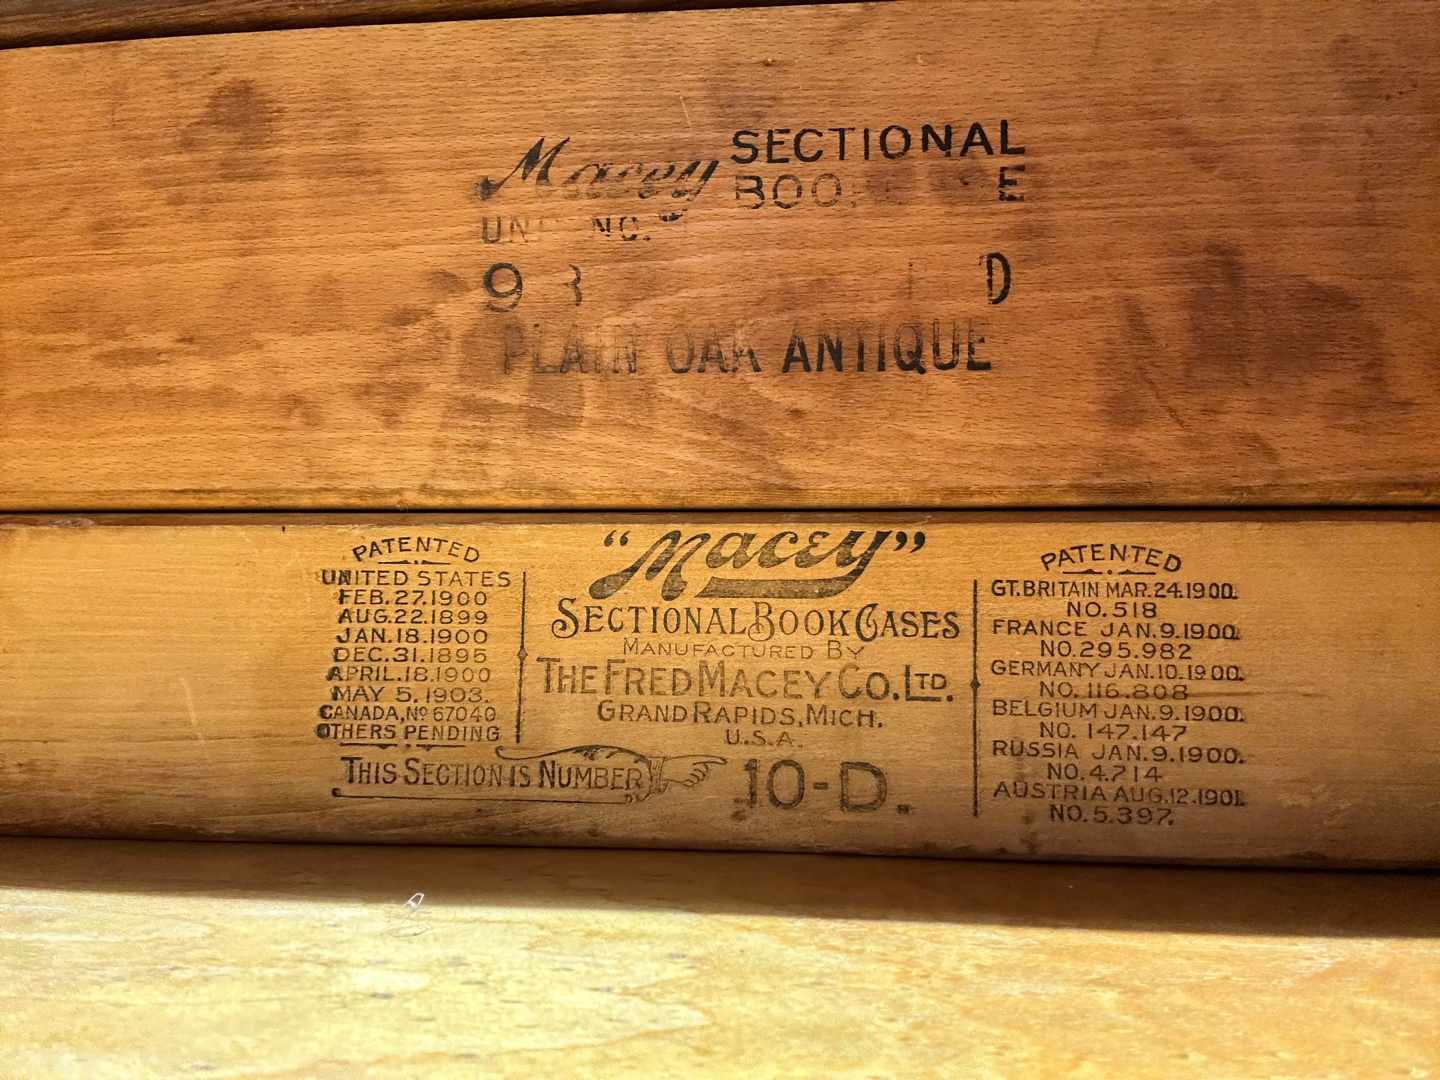 Macey SECTIONAL
NO.
9 D
PLAIN OAK ANTIQUE
PATENTED
UNITED STATES
FEB.27.1900
AUG.22.1899
JAN.18.1900
DEC.31.1895
APRIL.18.1900
MAY 5.1903.
CANADA,No 67040
OTHERS PENDING
"Macey"
SECTIONAL BOOK CASES
MANUFACTURED BY
THE FRED MACEY CO. LTD.
GRAND RAPIDS, MICH.
U.S.A.
THIS SECTION IS NUMBER 10-D.
PATENTED
GT.BRITAIN MAR.24.1900.
NO.518
FRANCE JAN.9.1900.
NO.295.982
GERMANY JAN.10.1900.
NO.116.808
BELGIUM JAN.9.1900.
NO. 147.147
RUSSIA JAN.9.1900.
NO.4.714
AUSTRIA AUG.12.1901.
NO.5.397.